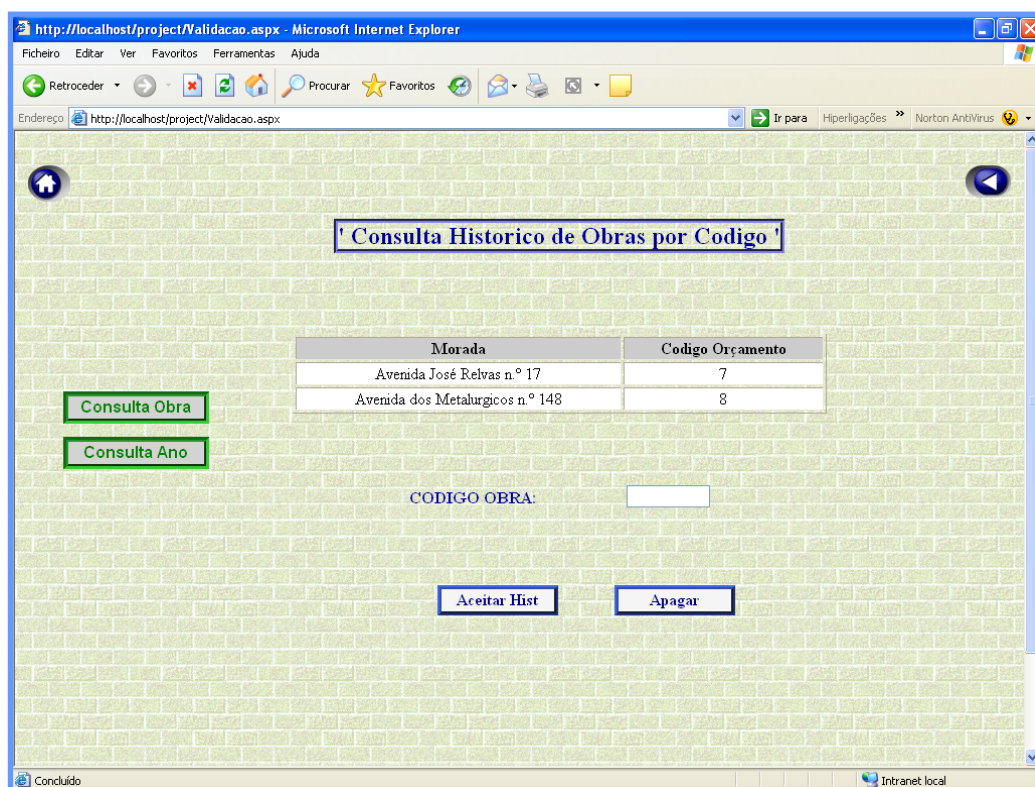 http://localhost/project/Validacao.aspx - Microsoft Internet Explorer
Ficheiro Editar Ver Favoritos Ferramentas Ajuda
Retroceder Procurar Favoritos
Endereço http://localhost/project/Validacao.aspx Ir para Hiperligações » Norton AntiVirus
' Consulta Historico de Obras por Codigo '
Morada Codigo Orçamento
Avenida José Relvas n.º 17 7
Avenida dos Metalurgicos n.º 148 8
Consulta Obra
Consulta Ano
CODIGO OBRA:
Aceitar Hist Apagar
Concluído Intranet local